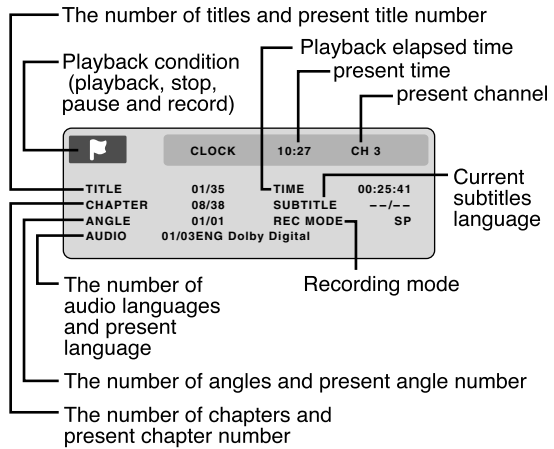 The number of titles and present title number
Playback elapsed time
Playback condition
(playback, stop,
pause and record)
present time
present channel
CLOCK 10:27 CH 3
TITLE 01/35 TIME 00:25:41
CHAPTER 08/38 SUBTITLE --/--
ANGLE 01/01 REC MODE SP
AUDIO 01/03ENG Dolby Digital
Current
subtitles
language
Recording mode
The number of
audio languages
and present
language
The number of angles and present angle number
The number of chapters and
present chapter number